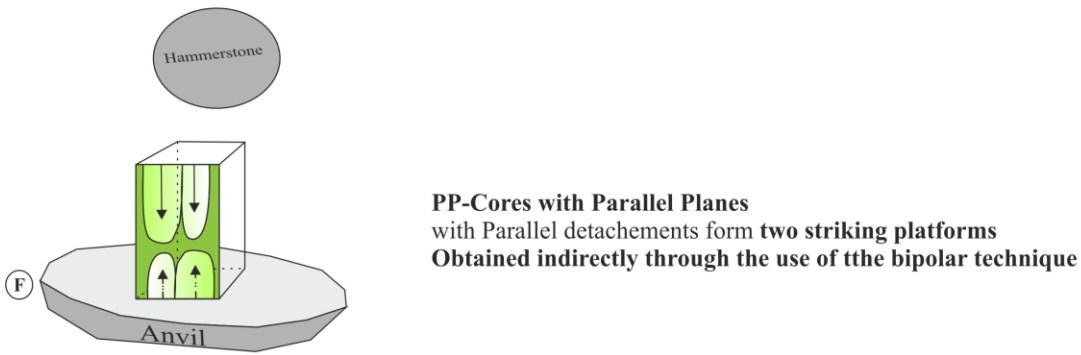 Hammerstone
PP-Cores with Parallel Planes
with Parallel detachements form two striking platforms
Obtained indirectly through the use of tthe bipolar technique
F
Anvil